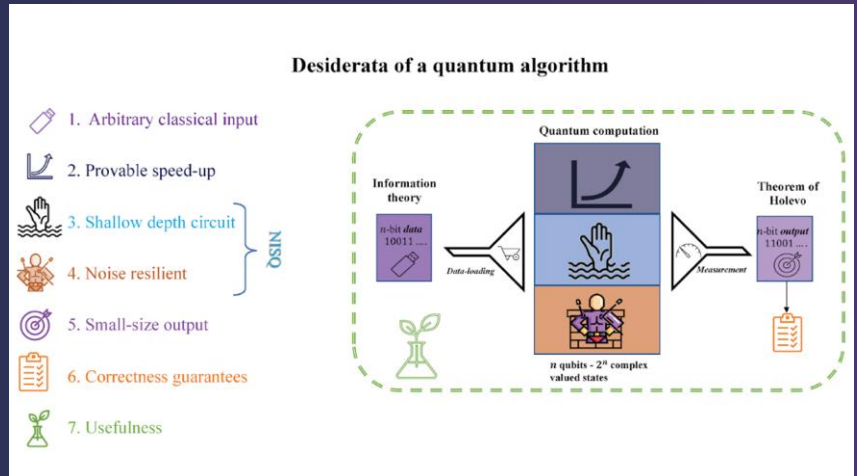 Desiderata of a quantum algorithm
1. Arbitrary classical input
2. Provable speed-up
3. Shallow depth circuit
4. Noise resilient
NISQ
5. Small-size output
6. Correctness guarantees
7. Usefulness
Information
theory
n-bit data
10011 ....
Data-loading
Quantum computation
n qubits - 2ⁿ complex
valued states
Measurement
Theorem of
Holevo
n-bit output
11001 ....